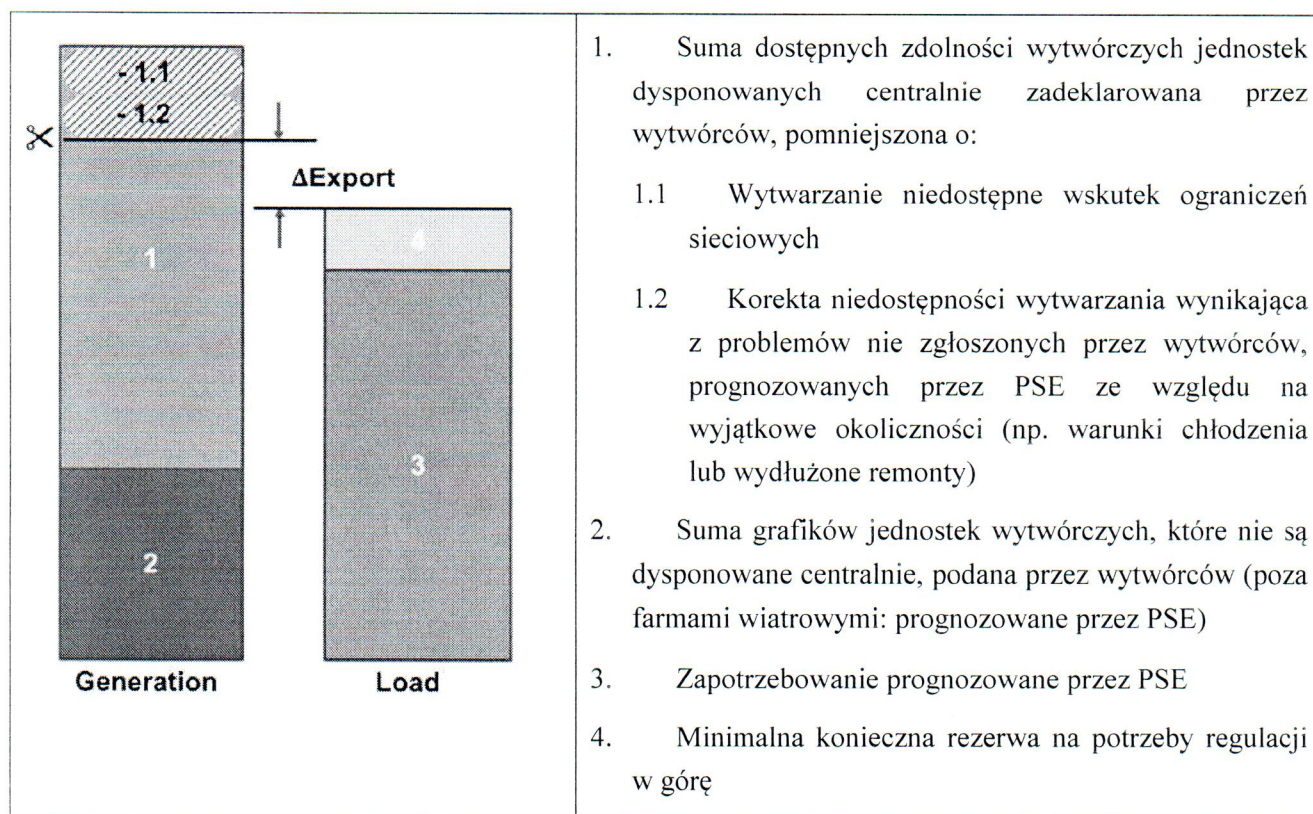 - 1.1
- 1.2
ΔExport
1
4
3
2
Generation
Load
1. Suma dostępnych zdolności wytwórczych jednostek
dysponowanych centralnie zadeklarowana przez
wytwórców, pomniejszona o:
1.1 Wytwarzanie niedostępne wskutek ograniczeń
sieciowych
1.2 Korekta niedostępności wytwarzania wynikająca
z problemów nie zgłoszonych przez wytwórców,
prognozowanych przez PSE ze względu na
wyjątkowe okoliczności (np. warunki chłodzenia
lub wydłużone remonty)
2. Suma grafików jednostek wytwórczych, które nie są
dysponowane centralnie, podana przez wytwórców (poza
farmami wiatrowymi: prognozowane przez PSE)
3. Zapotrzebowanie prognozowane przez PSE
4. Minimalna konieczna rezerwa na potrzeby regulacji
w górę